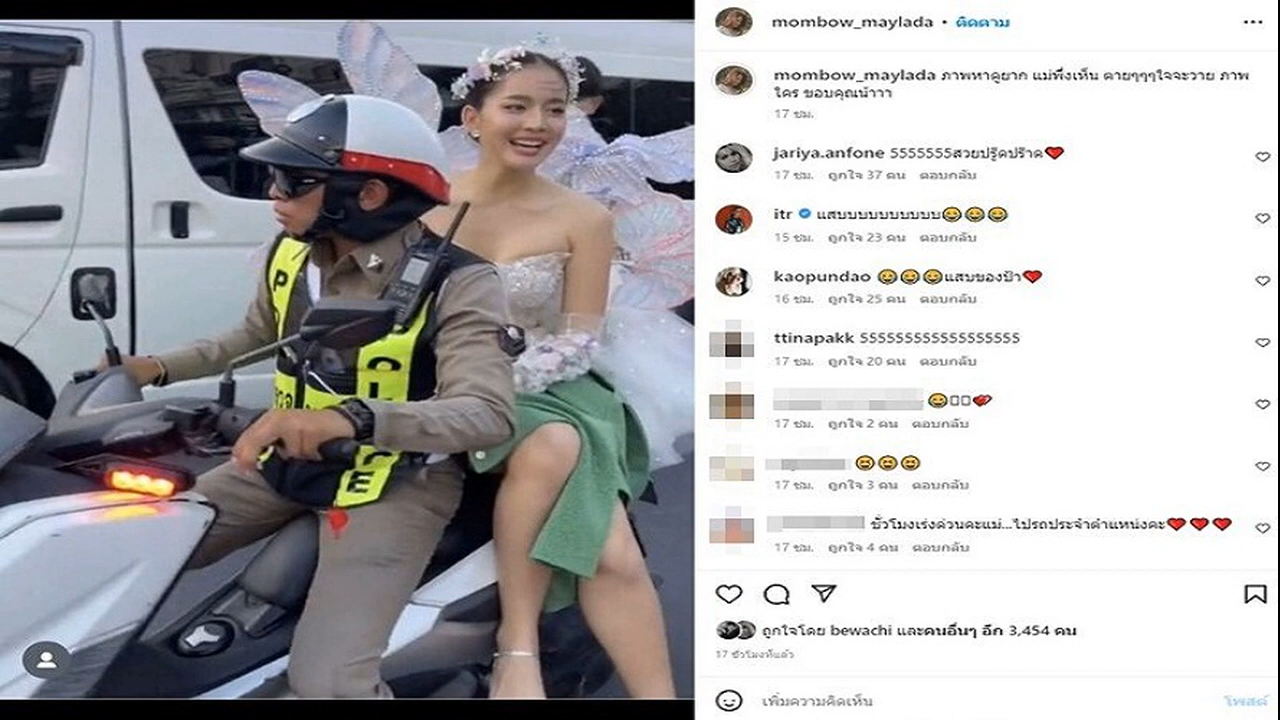 mombow_maylada • ติดตาม
mombow_maylada ภาพหาดูยาก แม่พึ่งเห็น ตายๆๆๆใจจะวาย ภาพ
ใคร ขอบคุณน้าาา
17 ชม.
jariya.anfone 5555555สวยปรู๊ดปร๊าด❤️
17 ชม. ถูกใจ 37 คน ตอบกลับ
itr แสบบบบบบบบบบ😂😂😂
15 ชม. ถูกใจ 23 คน ตอบกลับ
kaopundao 😂😂😂แสบของป้า❤️
16 ชม. ถูกใจ 25 คน ตอบกลับ
ttinapakk 55555555555555555555
17 ชม. ถูกใจ 20 คน ตอบกลับ
17 ชม. ถูกใจ 2 คน ตอบกลับ
17 ชม. ถูกใจ 3 คน ตอบกลับ
ชั่วโมงเร่งด่วนคะแม่...ไปรถประจำตำแหน่งคะ❤️❤️❤️
17 ชม. ถูกใจ 4 คน ตอบกลับ
ถูกใจโดย bewachi และคนอื่นๆ อีก 3,454 คน
17 ชั่วโมงที่แล้ว
เพิ่มความคิดเห็น
โพสต์